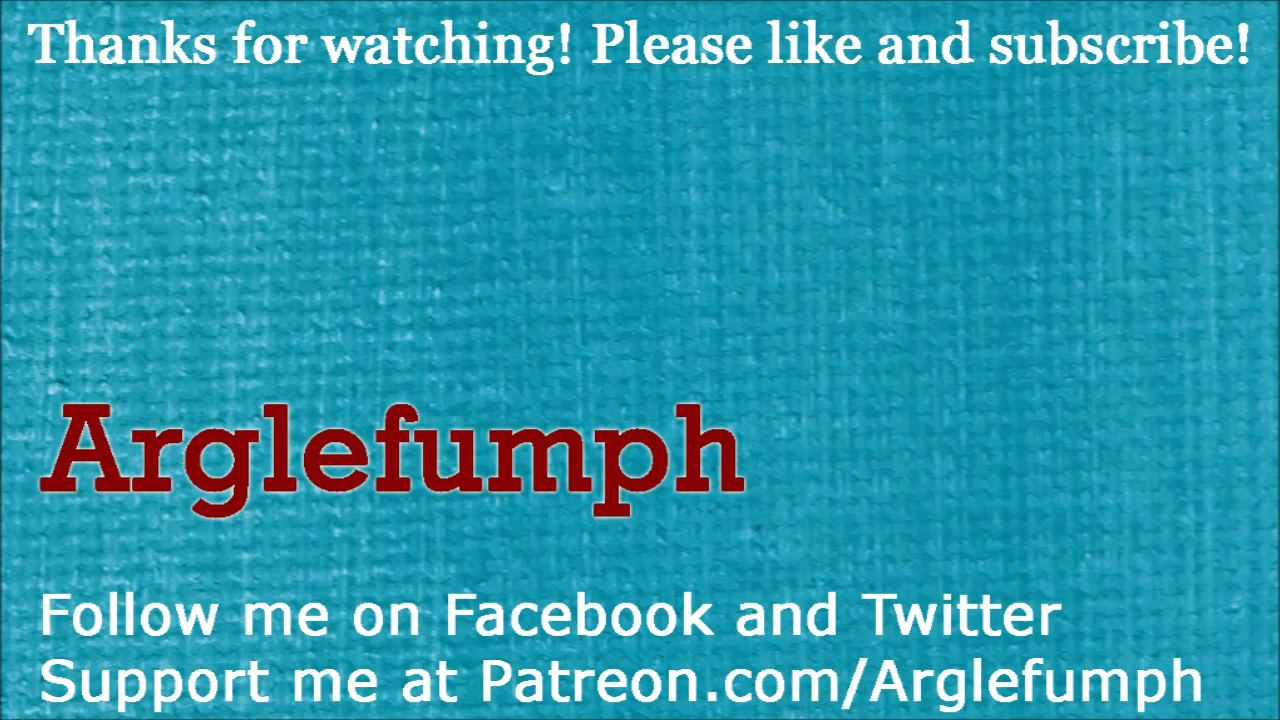 Thanks for watching! Please like and subscribe!
Arglefumph
Follow me on Facebook and Twitter
Support me at Patreon.com/Arglefumph